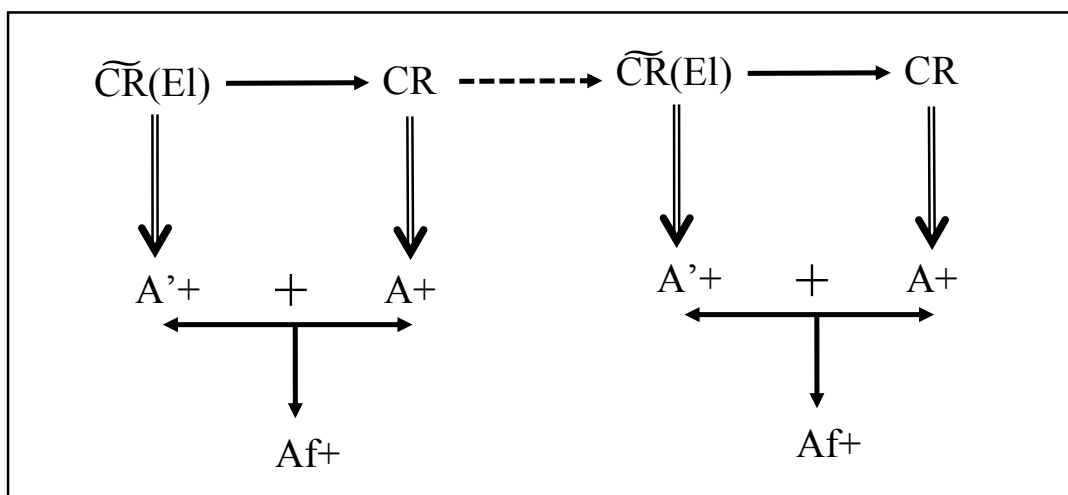 C͠R(El) CR C͠R(El) CR
A’+ + A+ A’+ + A+
Af+ Af+